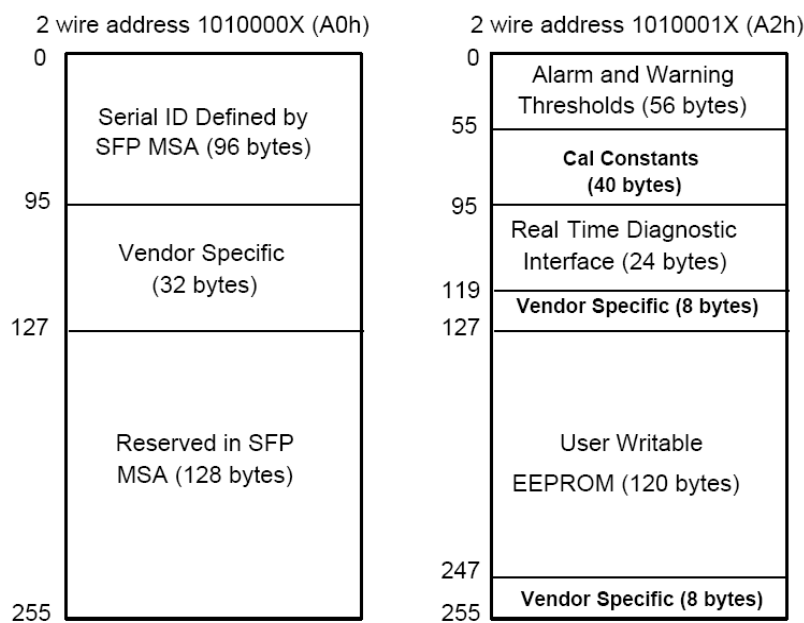 2 wire address 1010000X (A0h)
0
Serial ID Defined by
SFP MSA (96 bytes)
95
Vendor Specific
(32 bytes)
127
Reserved in SFP
MSA (128 bytes)
255
2 wire address 1010001X (A2h)
0
Alarm and Warning
Thresholds (56 bytes)
55
Cal Constants
(40 bytes)
95
Real Time Diagnostic
Interface (24 bytes)
119
Vendor Specific (8 bytes)
127
User Writable
EEPROM (120 bytes)
247
Vendor Specific (8 bytes)
255